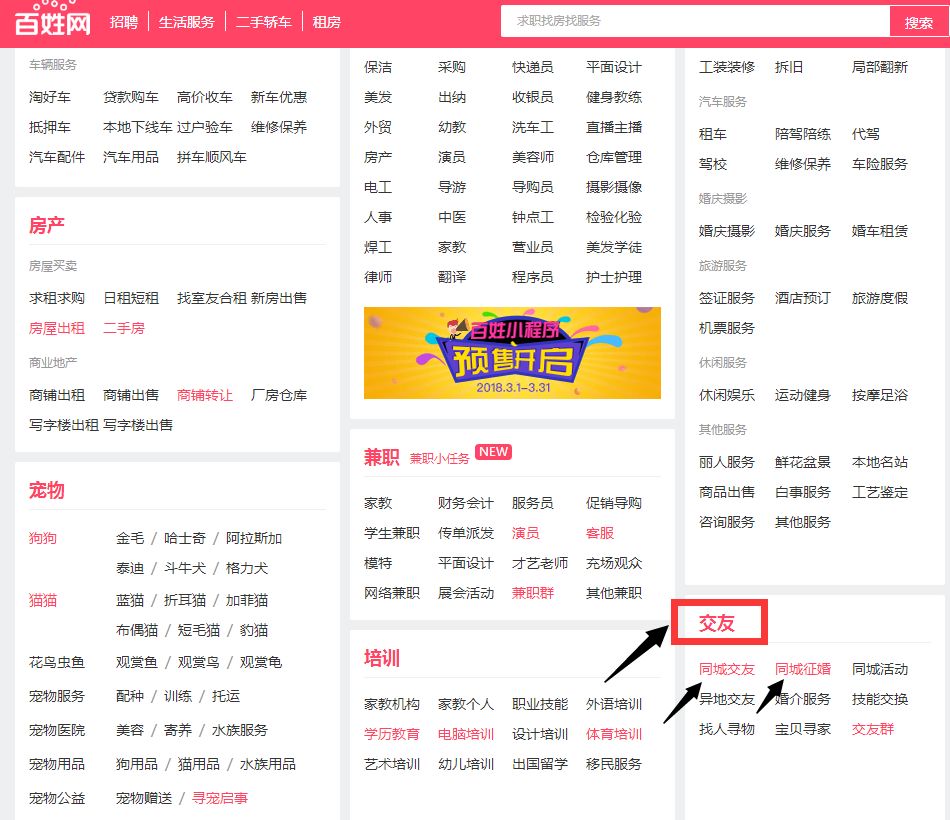 百姓网 招聘 生活服务 二手轿车 租房 求职找房找服务 搜索
车辆服务
淘好车 贷款购车 高价收车 新车优惠
抵押车 本地下线车 过户验车 维修保养
汽车配件 汽车用品 拼车顺风车
房产
房屋买卖
求租求购 日租短租 找室友合租 新房出售
房屋出租 二手房
商业地产
商铺出租 商铺出售 商铺转让 厂房仓库
写字楼出租 写字楼出售
宠物
狗狗 金毛 / 哈士奇 / 阿拉斯加
泰迪 / 斗牛犬 / 格力犬
猫猫 蓝猫 / 折耳猫 / 加菲猫
布偶猫 / 短毛猫 / 豹猫
花鸟虫鱼 观赏鱼 / 观赏鸟 / 观赏龟
宠物服务 配种 / 训练 / 托运
宠物医院 美容 / 寄养 / 水族服务
宠物用品 狗用品 / 猫用品 / 水族用品
宠物公益 宠物赠送 / 寻宠启事
保洁 采购 快递员 平面设计
美发 出纳 收银员 健身教练
外贸 幼教 洗车工 直播主播
房产 演员 美容师 仓库管理
电工 导游 导购员 摄影摄像
人事 中医 钟点工 检验化验
焊工 家教 营业员 美发学徒
律师 翻译 程序员 护士护理
百姓小程序
预售开启
2018.3.1-3.31
兼职 兼职小任务 NEW
家教 财务会计 服务员 促销导购
学生兼职 传单派发 演员 客服
模特 平面设计 才艺老师 充场观众
网络兼职 展会活动 兼职群 其他兼职
培训
家教机构 家教个人 职业技能 外语培训
学历教育 电脑培训 设计培训 体育培训
艺术培训 幼儿培训 出国留学 移民服务
工装装修 拆旧 局部翻新
汽车服务
租车 陪驾陪练 代驾
驾校 维修保养 车险服务
婚庆摄影
婚庆摄影 婚庆服务 婚车租赁
旅游服务
签证服务 酒店预订 旅游度假
机票服务
休闲服务
休闲娱乐 运动健身 按摩足浴
其他服务
丽人服务 鲜花盆景 本地名站
商品出售 白事服务 工艺鉴定
咨询服务 其他服务
交友
同城交友 同城征婚 同城活动
异地交友 婚介服务 技能交换
找人寻物 宝贝寻家 交友群